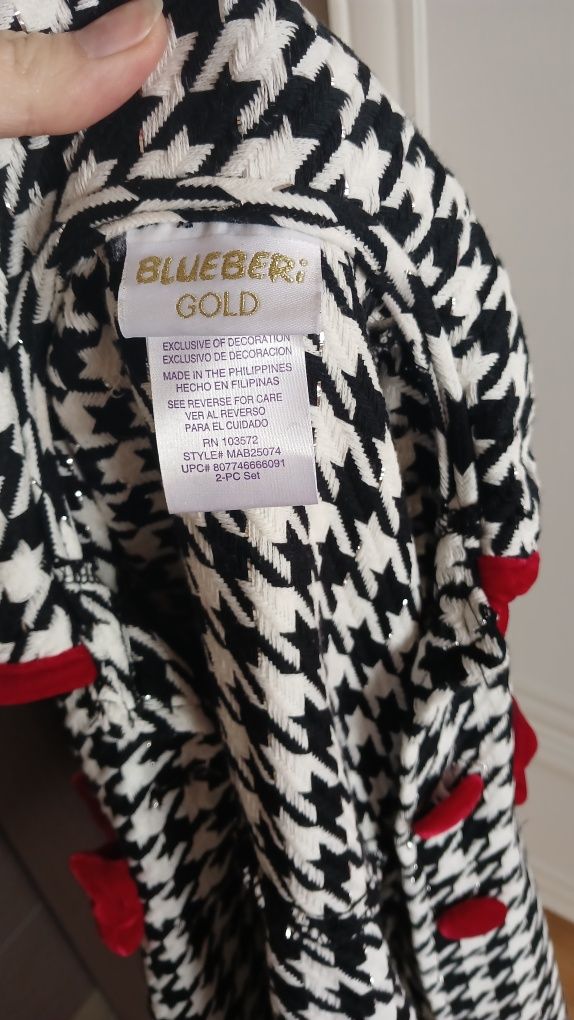 BLUEBERi
GOLD
EXCLUSIVE OF DECORATION
EXCLUSIVO DE DECORACION
MADE IN THE PHILIPPINES
HECHO EN FILIPINAS
SEE REVERSE FOR CARE
VER AL REVERSO
PARA EL CUIDADO
RN 103572
STYLE# MAB25074
UPC# 807746666091
2-PC Set